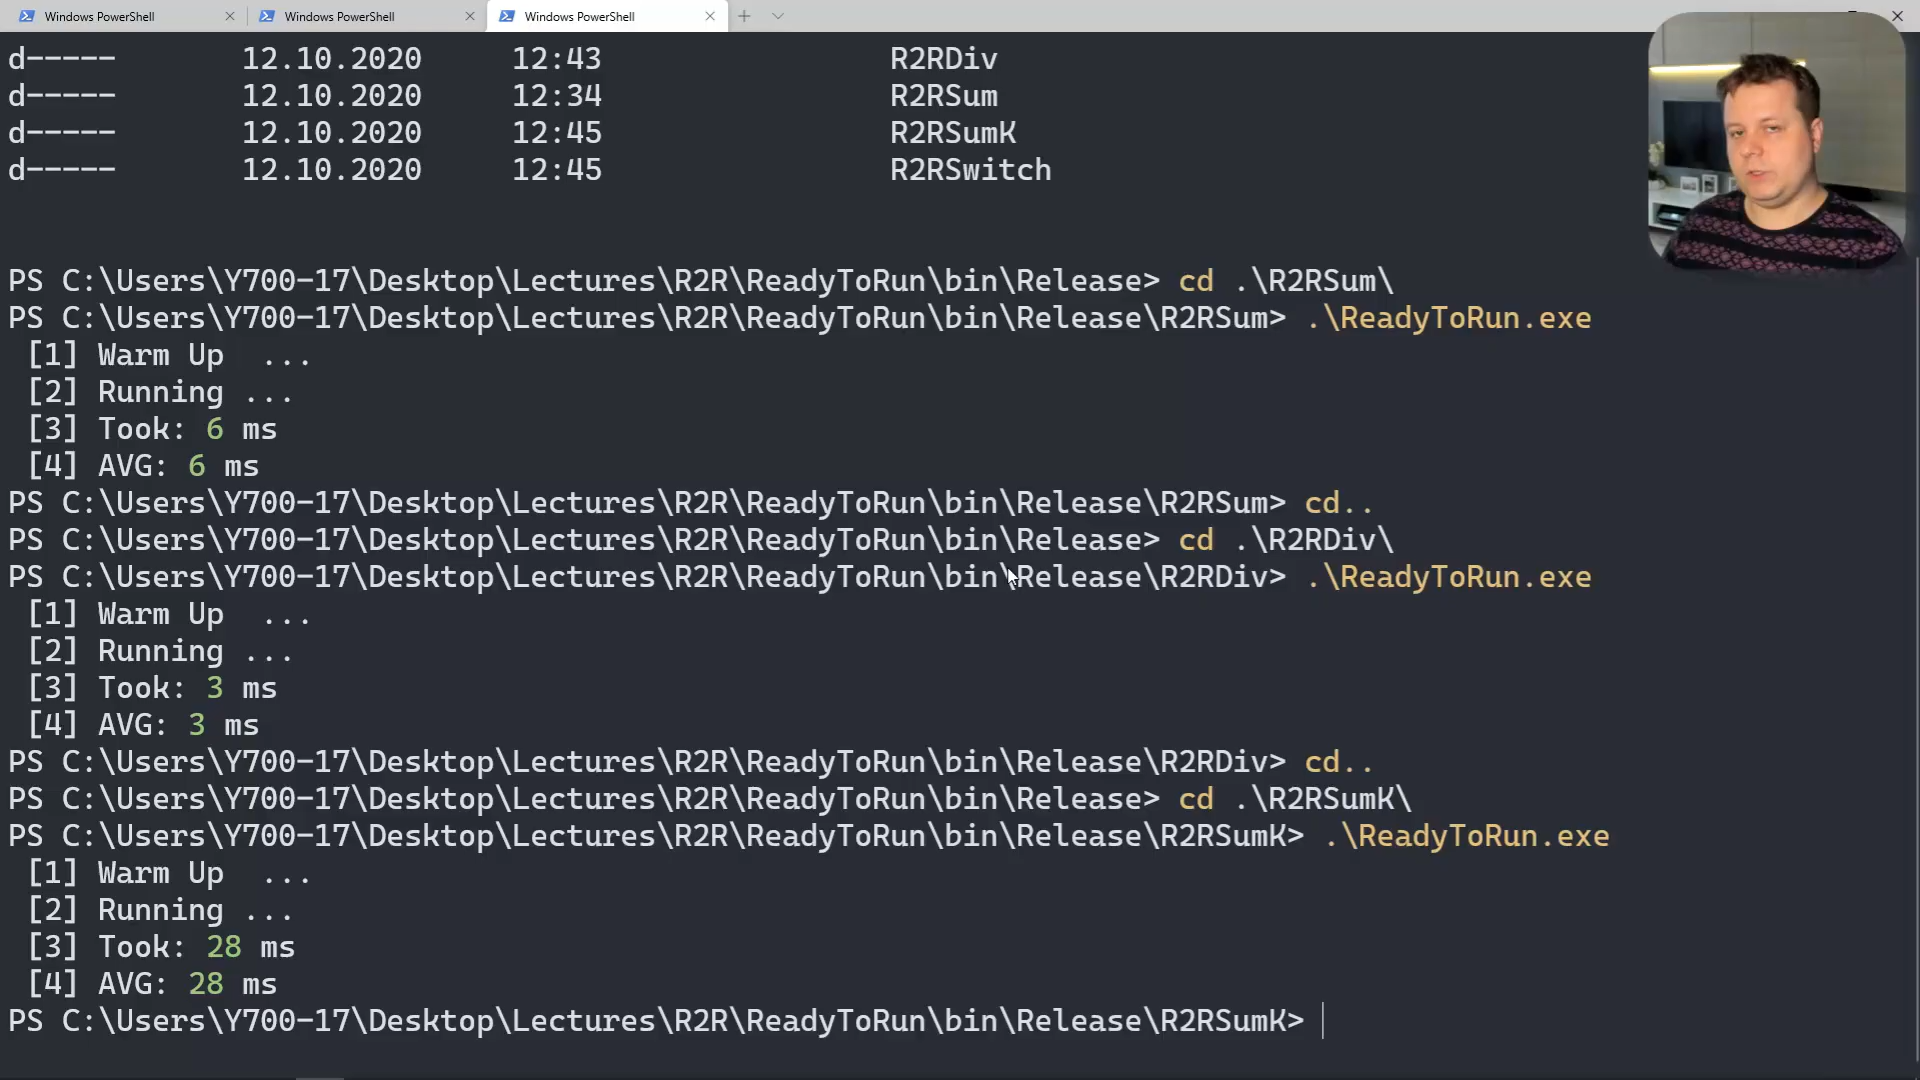 Windows PowerShell
Windows PowerShell
Windows PowerShell
d----- 12.10.2020 12:43 R2RDiv
d----- 12.10.2020 12:34 R2RSum
d----- 12.10.2020 12:45 R2RSumK
d----- 12.10.2020 12:45 R2RSwitch
PS C:\Users\Y700-17\Desktop\Lectures\R2R\ReadyToRun\bin\Release> cd .\R2RSum\
PS C:\Users\Y700-17\Desktop\Lectures\R2R\ReadyToRun\bin\Release\R2RSum> .\ReadyToRun.exe
[1] Warm Up ...
[2] Running ...
[3] Took: 6 ms
[4] AVG: 6 ms
PS C:\Users\Y700-17\Desktop\Lectures\R2R\ReadyToRun\bin\Release\R2RSum> cd..
PS C:\Users\Y700-17\Desktop\Lectures\R2R\ReadyToRun\bin\Release> cd .\R2RDiv\
PS C:\Users\Y700-17\Desktop\Lectures\R2R\ReadyToRun\bin\Release\R2RDiv> .\ReadyToRun.exe
[1] Warm Up ...
[2] Running ...
[3] Took: 3 ms
[4] AVG: 3 ms
PS C:\Users\Y700-17\Desktop\Lectures\R2R\ReadyToRun\bin\Release\R2RDiv> cd..
PS C:\Users\Y700-17\Desktop\Lectures\R2R\ReadyToRun\bin\Release> cd .\R2RSumK\
PS C:\Users\Y700-17\Desktop\Lectures\R2R\ReadyToRun\bin\Release\R2RSumK> .\ReadyToRun.exe
[1] Warm Up ...
[2] Running ...
[3] Took: 28 ms
[4] AVG: 28 ms
PS C:\Users\Y700-17\Desktop\Lectures\R2R\ReadyToRun\bin\Release\R2RSumK>